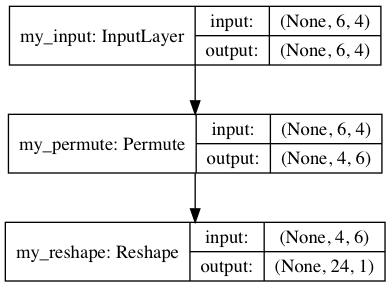 my_input: InputLayer
input: (None, 6, 4)
output: (None, 6, 4)
my_permute: Permute
input: (None, 6, 4)
output: (None, 4, 6)
my_reshape: Reshape
input: (None, 4, 6)
output: (None, 24, 1)